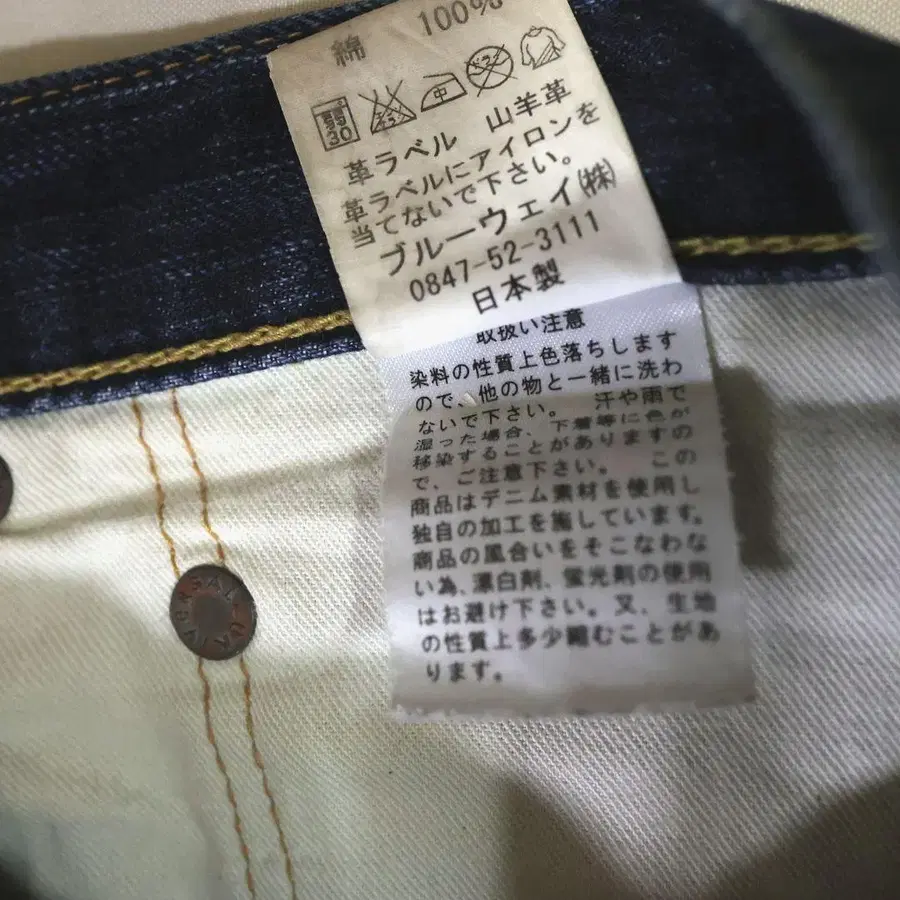 綿 100%
30
中
ドライ
革ラベル 山羊革
革ラベルにアイロンを
当てないで下さい。
ブルーウェイ(株)
0847-52-3111
日本製
取扱い注意
染料の性質上色落ちします
ので、他の物と一緒に洗わ
ないで下さい。 汗や雨で
湿った場合、下着等に色が
移染することがありますの
で、ご注意下さい。 この
商品はデニム素材を使用し
独自の加工を施しています。
商品の風合いをそこなわな
い為、漂白剤、蛍光剤の使用
はお避け下さい。又、生地
の性質上多少縮むことがあ
ります。